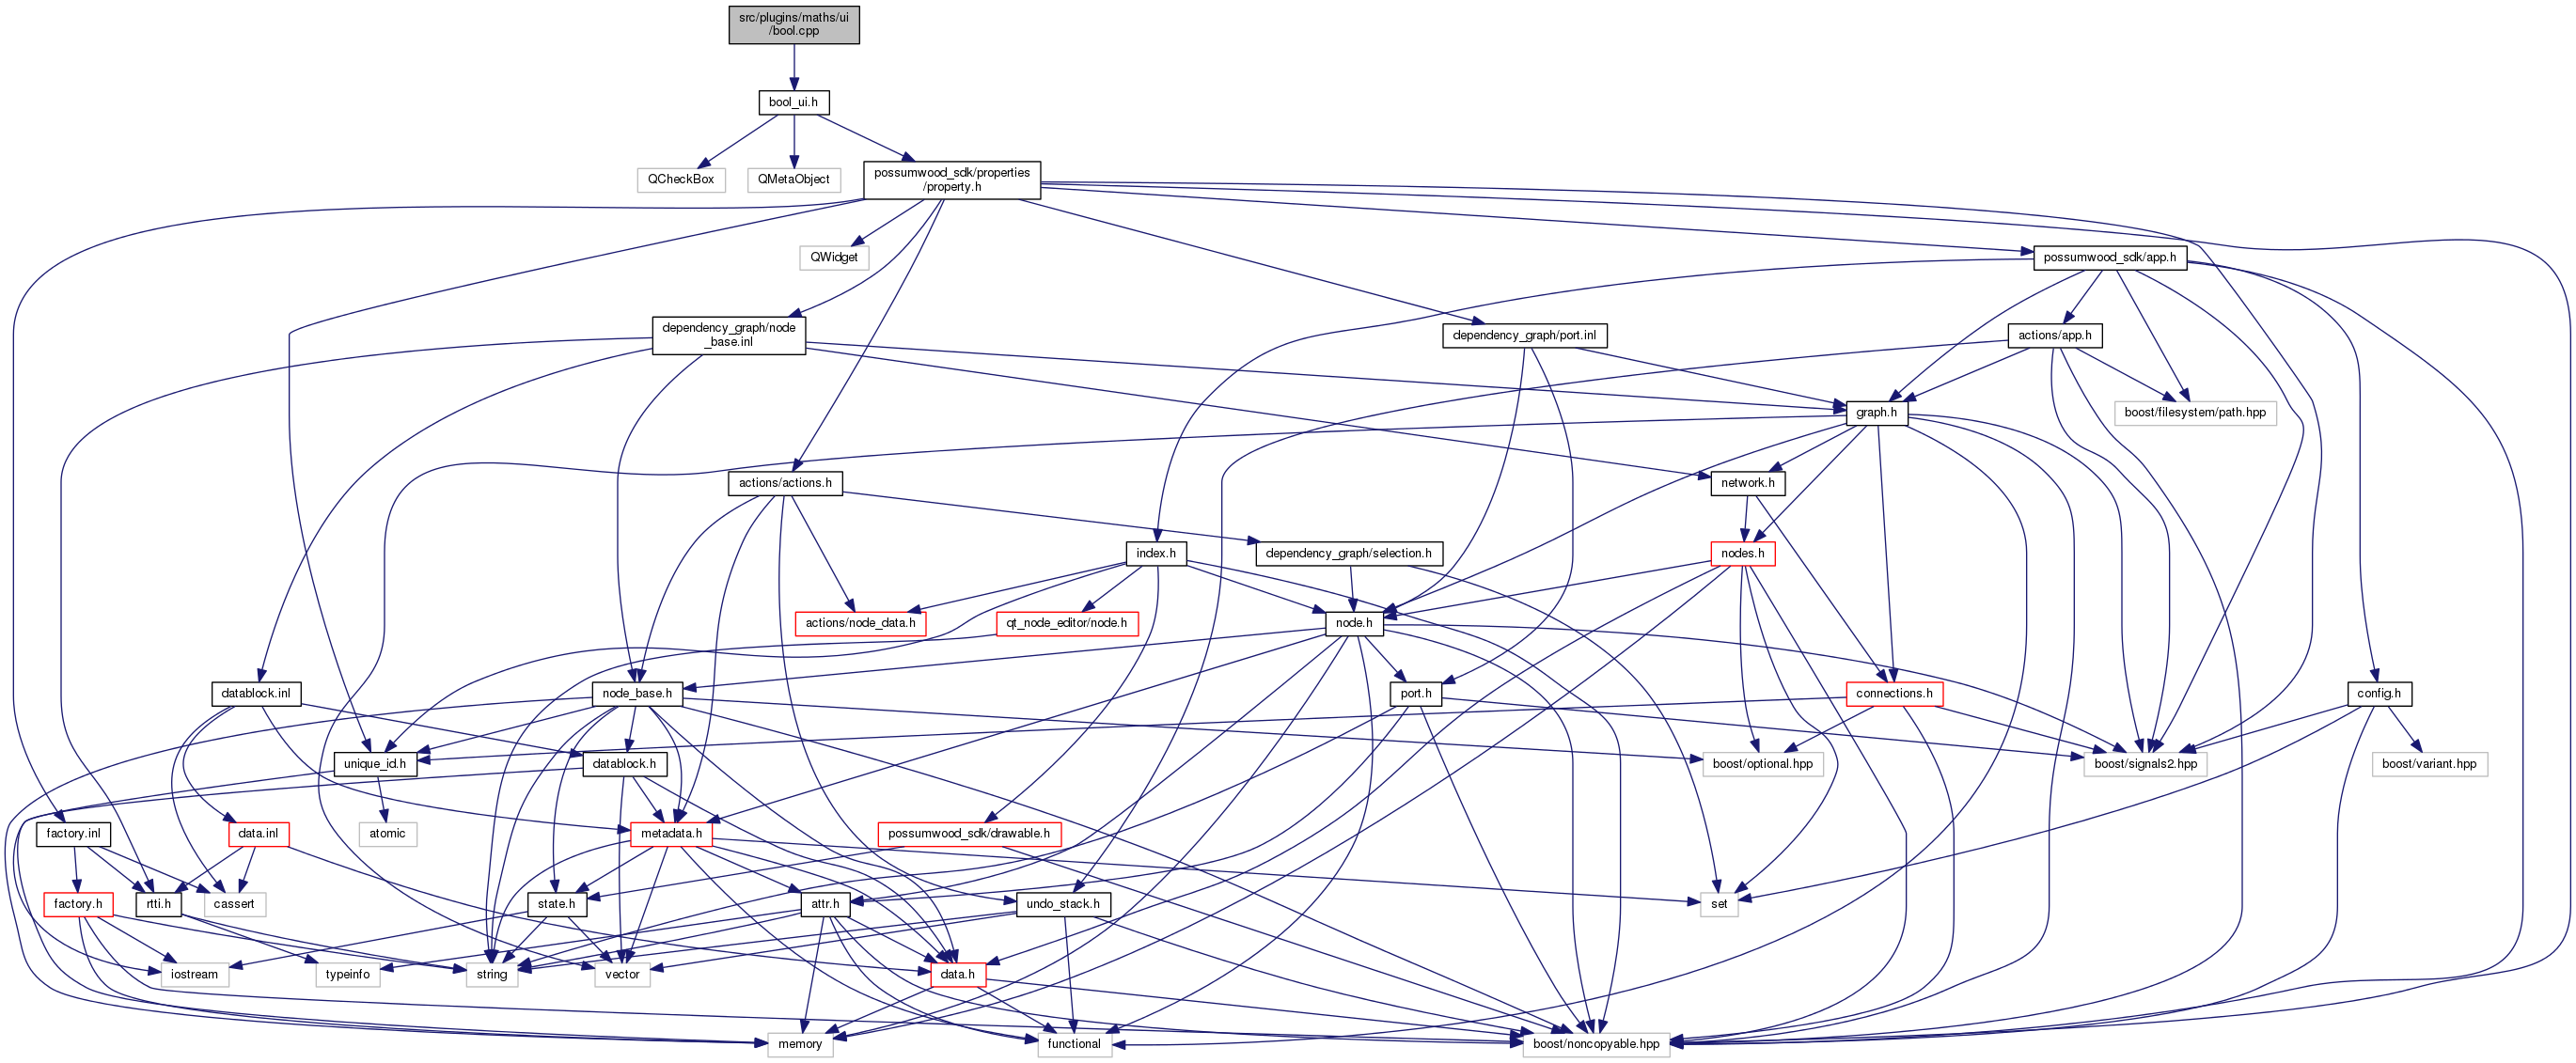 src/plugins/maths/ui
/bool.cpp
bool_ui.h
QCheckBox
QMetaObject
possumwood_sdk/properties
/property.h
QWidget
possumwood_sdk/app.h
dependency_graph/node
_base.inl
dependency_graph/port.inl
actions/app.h
graph.h
boost/filesystem/path.hpp
actions/actions.h
network.h
index.h
dependency_graph/selection.h
nodes.h
actions/node_data.h
qt_node_editor/node.h
node.h
datablock.inl
node_base.h
port.h
connections.h
config.h
unique_id.h
datablock.h
boost/optional.hpp
boost/signals2.hpp
boost/variant.hpp
factory.inl
data.inl
atomic
metadata.h
possumwood_sdk/drawable.h
factory.h
rtti.h
cassert
state.h
attr.h
undo_stack.h
set
iostream
typeinfo
string
vector
data.h
memory
functional
boost/noncopyable.hpp